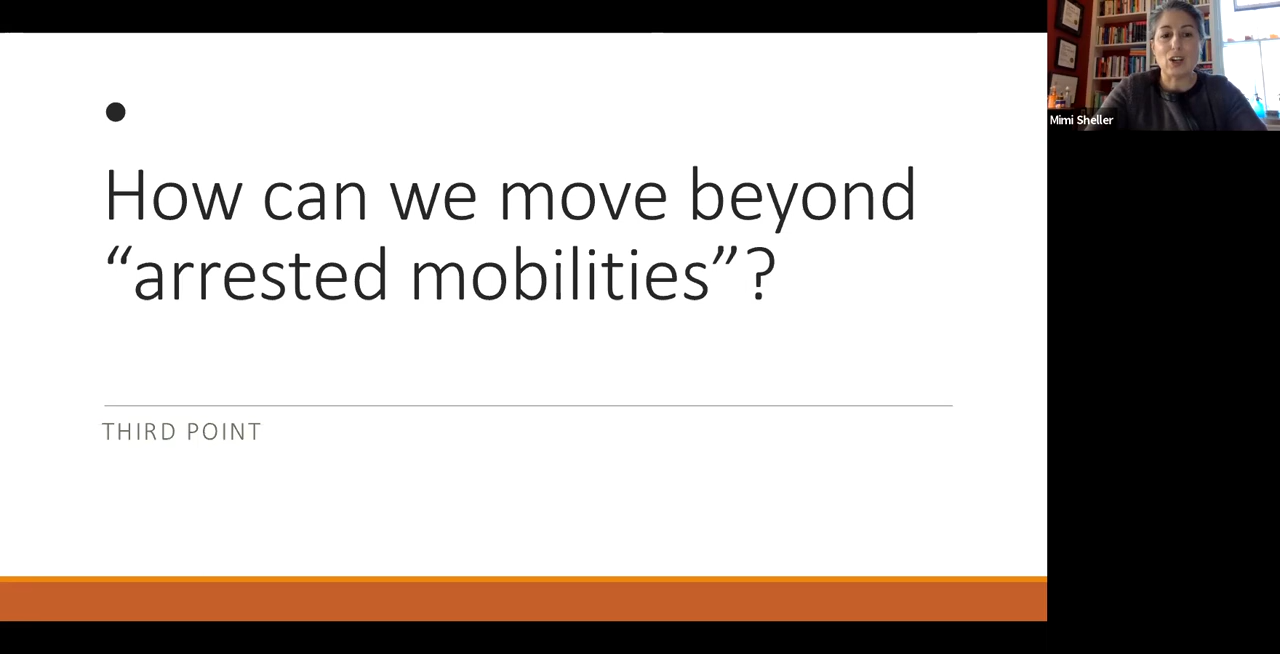 •
How can we move beyond
“arrested mobilities”?
THIRD POINT
Mimi Sheller